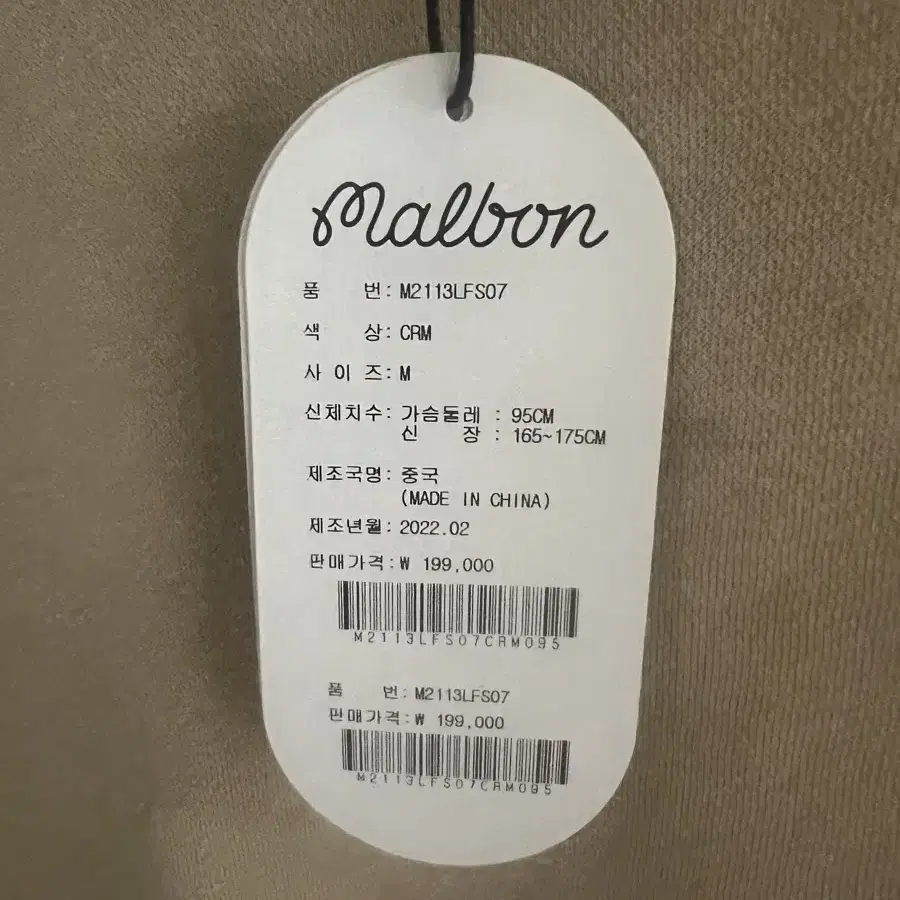 malbon
품 번: M2113LFS07
색 상: CRM
사 이 즈: M
신체치수: 가슴둘레 : 95CM
신 장 : 165~175CM
제조국명: 중국
(MADE IN CHINA)
제조년월: 2022.02
판매가격:₩ 199,000
M2113LFS07CRM095
품 번: M2113LFS07
판매가격:₩ 199,000
M2113LFS07CRM095